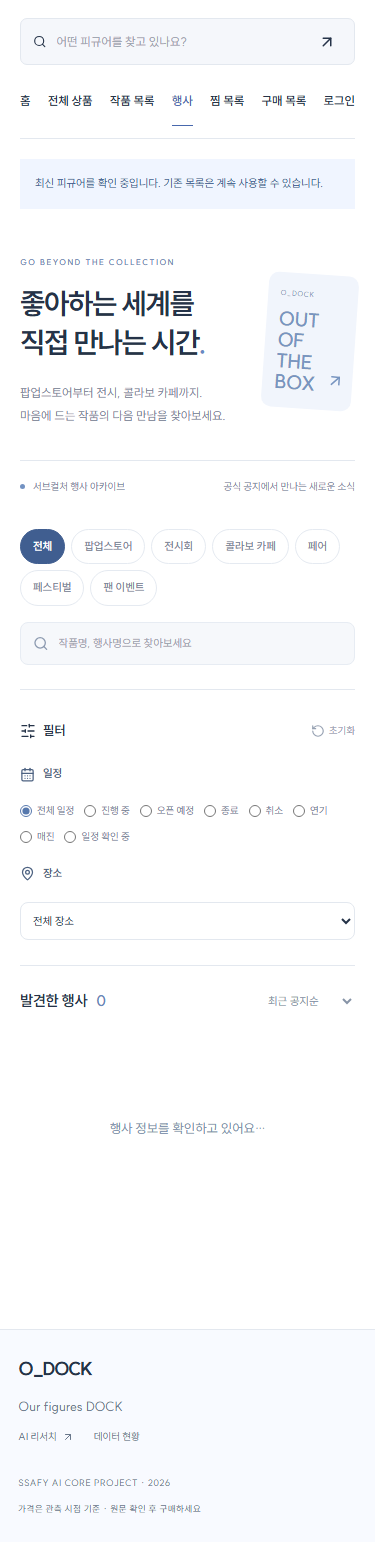 어떤 피규어를 찾고 있나요?
홈 전체 상품 작품 목록 행사 찜 목록 구매 목록 로그인
최신 피규어를 확인 중입니다. 기존 목록은 계속 사용할 수 있습니다.
GO BEYOND THE COLLECTION
좋아하는 세계를
직접 만나는 시간.
팝업스토어부터 전시, 콜라보 카페까지.
마음에 드는 작품의 다음 만남을 찾아보세요.
O_DOCK
OUT
OF
THE
BOX
서브컬처 행사 아카이브 공식 공지에서 만나는 새로운 소식
전체 팝업스토어 전시회 콜라보 카페 페어
페스티벌 팬 이벤트
작품명, 행사명으로 찾아보세요
필터 초기화
일정
전체 일정 진행 중 오픈 예정 종료 취소 연기
매진 일정 확인 중
장소
전체 장소
발견한 행사 0 최근 공지순
행사 정보를 확인하고 있어요…
O_DOCK
Our figures DOCK
AI 리서치 데이터 현황
SSAFY AI CORE PROJECT · 2026
가격은 관측 시점 기준 · 원문 확인 후 구매하세요